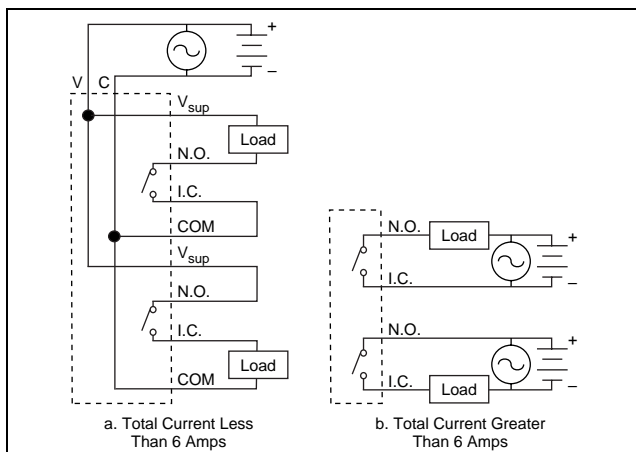 +
–
V C
Vsup
Load
N.O.
I.C.
COM
Vsup
N.O.
I.C.
Load
COM
a. Total Current Less
Than 6 Amps
N.O.
Load
+
I.C.
–
N.O.
+
I.C.
Load
–
b. Total Current Greater
Than 6 Amps